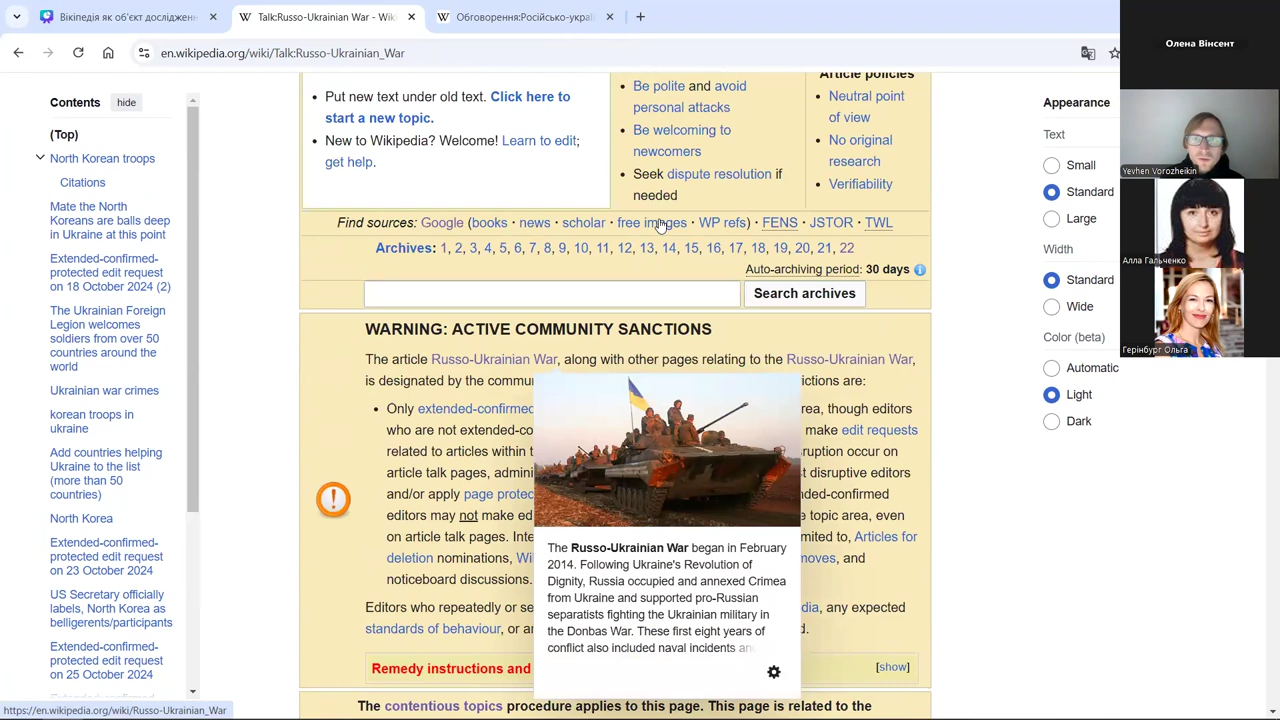 Вікіпедія як об'єкт дослідження
Talk:Russo-Ukrainian War - Wiki
Обговорення:Російсько-украї
en.wikipedia.org/wiki/Talk:Russo-Ukrainian_War
Contents
hide
(Top)
North Korean troops
Citations
Mate the North
Koreans are balls deep
in Ukraine at this point
Extended-confirmed-
protected edit request
on 18 October 2024 (2)
The Ukrainian Foreign
Legion welcomes
soldiers from over 50
countries around the
world
Ukrainian war crimes
korean troops in
ukraine
Add countries helping
Ukraine to the list
(more than 50
countries)
North Korea
Extended-confirmed-
protected edit request
on 23 October 2024
US Secretary officially
labels, North Korea as
belligerents/participants
Extended-confirmed-
protected edit request
on 25 October 2024
https://en.wikipedia.org/wiki/Russo-Ukrainian_War
Put new text under old text. Click here to
start a new topic.
New to Wikipedia? Welcome! Learn to edit;
get help.
Be polite and avoid
personal attacks
Be welcoming to
newcomers
Seek dispute resolution if
needed
Article policies
Neutral point
of view
No original
research
Verifiability
Find sources: Google (books · news · scholar · free images · WP refs) · FENS · JSTOR · TWL
Archives: 1, 2, 3, 4, 5, 6, 7, 8, 9, 10, 11, 12, 13, 14, 15, 16, 17, 18, 19, 20, 21, 22
Auto-archiving period: 30 days
Search archives
WARNING: ACTIVE COMMUNITY SANCTIONS
The article Russo-Ukrainian War, along with other pages relating to the Russo-Ukrainian War,
is designated by the commun ictions are:
Only extended-confirmed rea, though editors
who are not extended-co make edit requests
related to articles within t ruption occur on
article talk pages, admini st disruptive editors
and/or apply page protec ded-confirmed
editors may not make ed e topic area, even
on article talk pages. Inte imited to, Articles for
deletion nominations, Wi moves, and
noticeboard discussions.
Editors who repeatedly or se dia, any expected
standards of behaviour, or an d.
Remedy instructions and
[show]
The contentious topics procedure applies to this page. This page is related to the
The Russo-Ukrainian War began in February
2014. Following Ukraine's Revolution of
Dignity, Russia occupied and annexed Crimea
from Ukraine and supported pro-Russian
separatists fighting the Ukrainian military in
the Donbas War. These first eight years of
conflict also included naval incidents an
Appearance
Text
Small
Standard
Large
Width
Standard
Wide
Color (beta)
Automatic
Light
Dark
Олена Вінсент
Yevhen Vorozheikin
Алла Гальченко
Герінбург Ольга